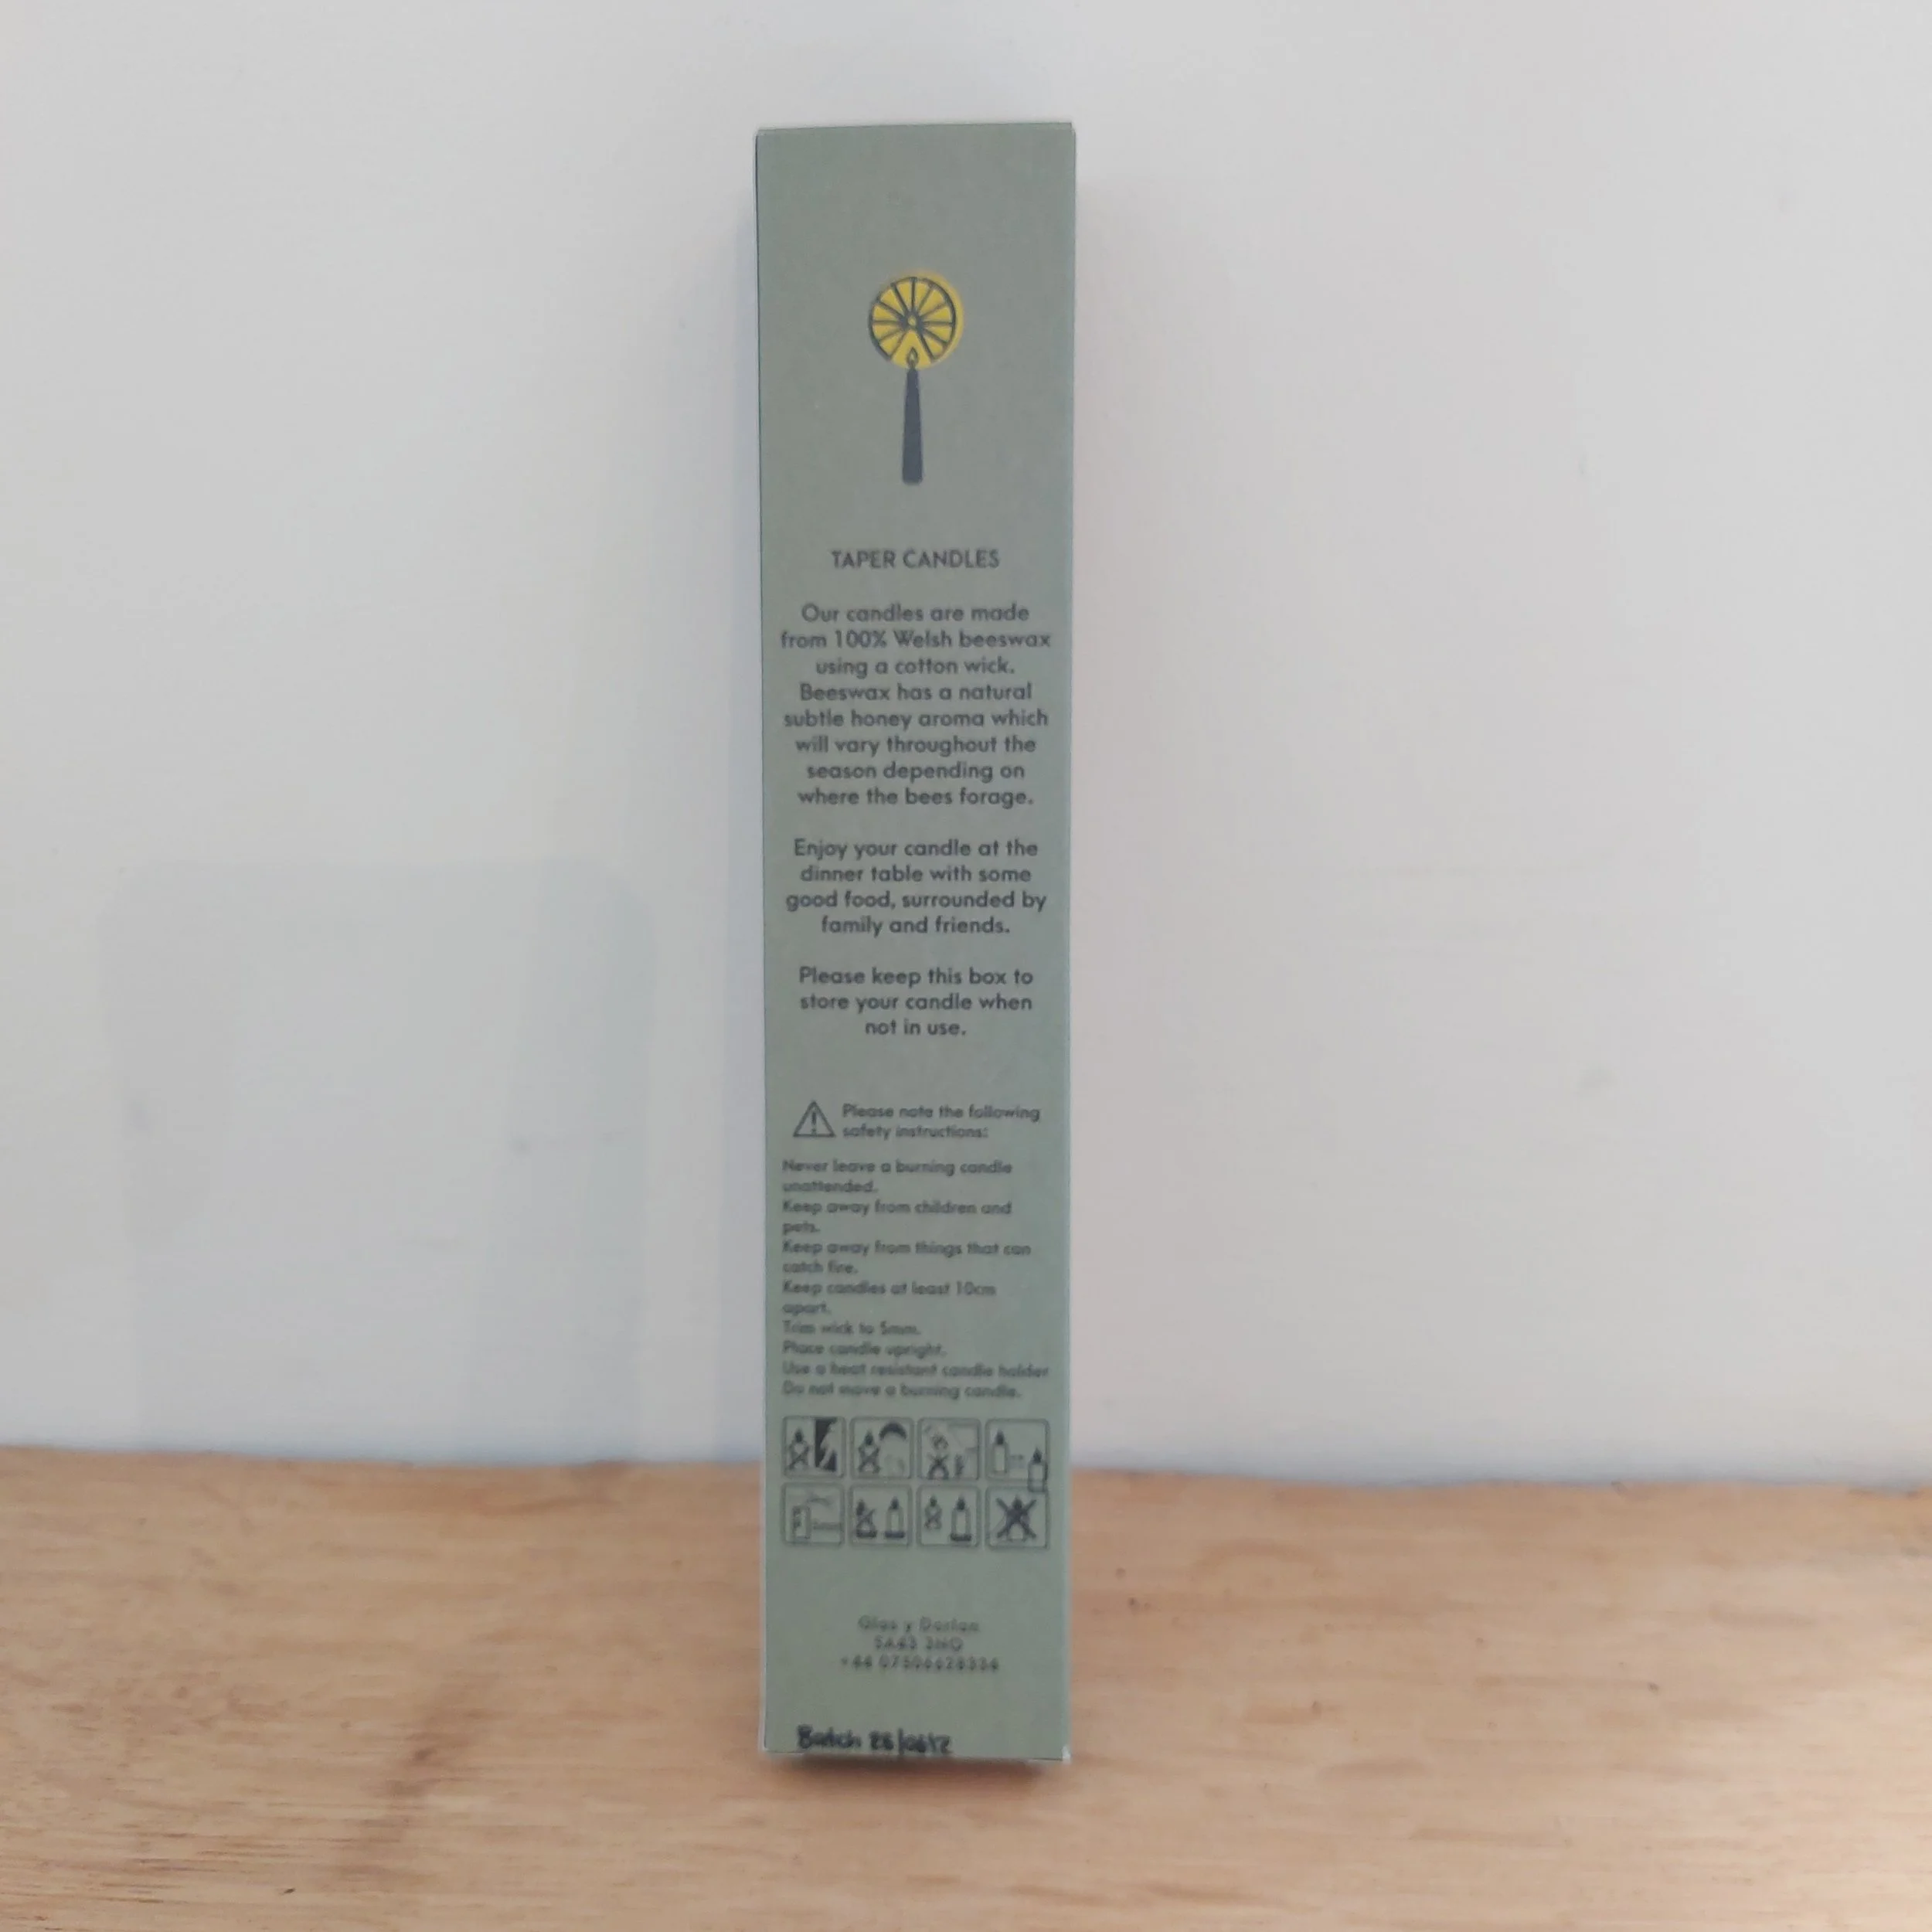 TAPER CANDLES
Our candles are made
from 100% Welsh beeswax
using a cotton wick.
Beeswax has a natural
subtle honey aroma which
will vary throughout the
season depending on
where the bees forage.
Enjoy your candle at the
dinner table with some
good food, surrounded by
family and friends.
Please keep this box to
store your candle when
not in use.
Please note the following
safety instructions:
Never leave a burning candle
unattended.
Keep away from children and
pets.
Keep away from things that can
catch fire.
Keep candles at least 10cm
apart.
Trim wick to 5mm.
Place candle upright.
Use a heat resistant candle holder
Do not move a burning candle.
y
SA43
+44
Batch